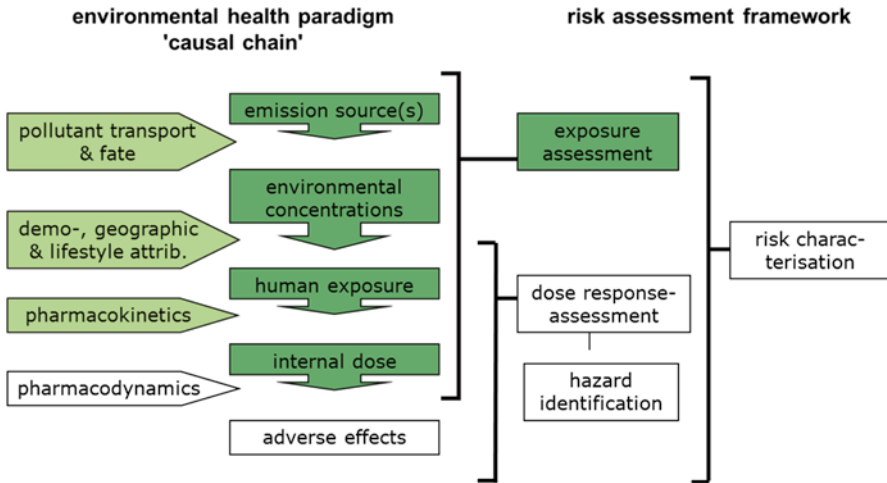 environmental health paradigm
'causal chain'
risk assessment framework
pollutant transport
& fate
emission source(s)
environmental
concentrations
demo-, geographic
& lifestyle attrib.
human exposure
pharmacokinetics
internal dose
pharmacodynamics
adverse effects
exposure
assessment
dose response-
assessment
hazard
identification
risk charac-
terisation